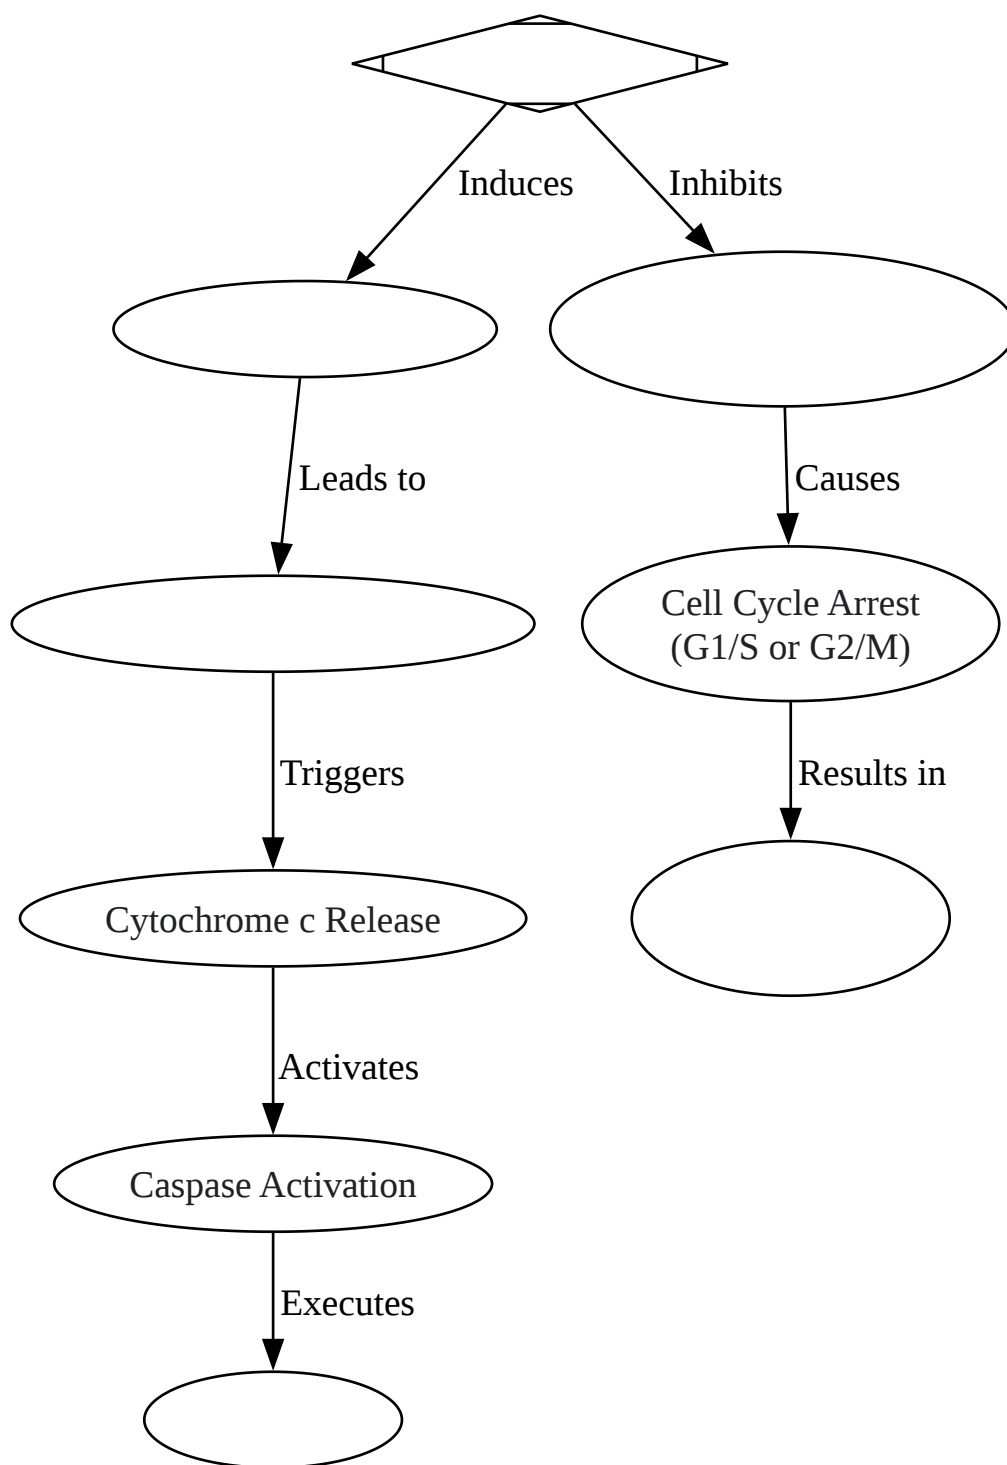 Induces
Inhibits
Leads to
Causes
Cell Cycle Arrest
(G1/S or G2/M)
Triggers
Results in
Cytochrome c Release
Activates
Caspase Activation
Executes